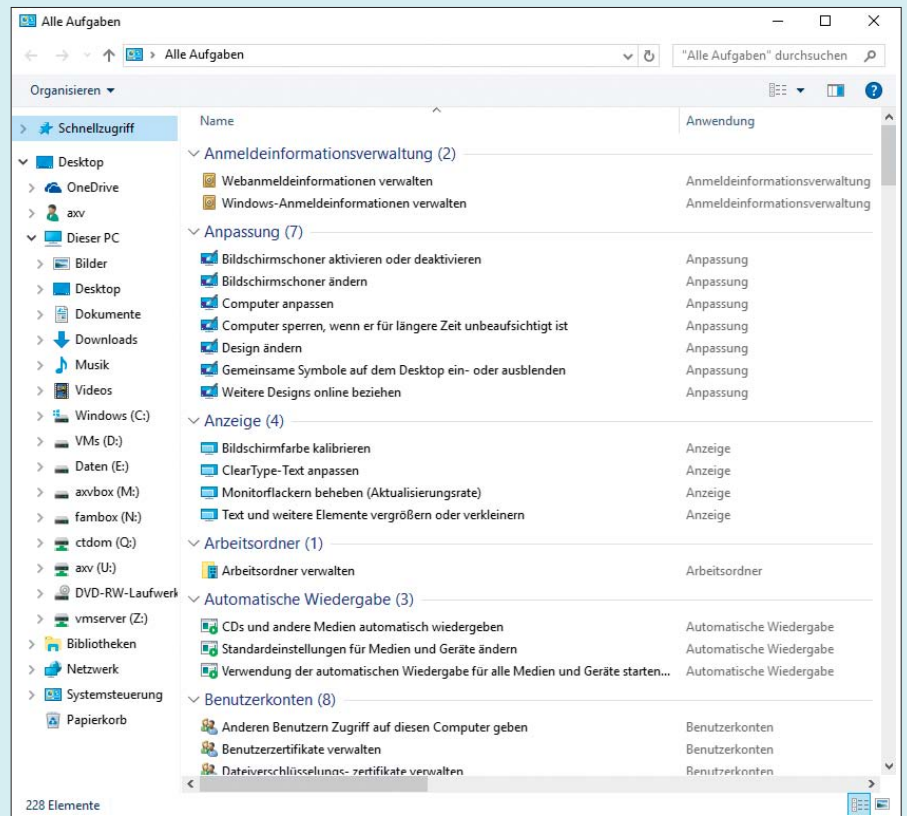 Alle Aufgaben
Alle Aufgaben
"Alle Aufgaben" durchsuchen
Organisieren
Schnellzugriff
Desktop
OneDrive
axv
Dieser PC
Bilder
Desktop
Dokumente
Downloads
Musik
Videos
Windows (C:)
VMs (D:)
Daten (E:)
axvbox (M:)
fambox (N:)
ctdom (Q:)
axv (U:)
DVD-RW-Laufwerk
vmserver (Z:)
Bibliotheken
Netzwerk
Systemsteuerung
Papierkorb
Name Anwendung
Anmeldeinformationsverwaltung (2)
Webanmeldeinformationen verwalten Anmeldeinformationsverwaltung
Windows-Anmeldeinformationen verwalten Anmeldeinformationsverwaltung
Anpassung (7)
Bildschirmschoner aktivieren oder deaktivieren Anpassung
Bildschirmschoner ändern Anpassung
Computer anpassen Anpassung
Computer sperren, wenn er für längere Zeit unbeaufsichtigt ist Anpassung
Design ändern Anpassung
Gemeinsame Symbole auf dem Desktop ein- oder ausblenden Anpassung
Weitere Designs online beziehen Anpassung
Anzeige (4)
Bildschirmfarbe kalibrieren Anzeige
ClearType-Text anpassen Anzeige
Monitorflackern beheben (Aktualisierungsrate) Anzeige
Text und weitere Elemente vergrößern oder verkleinern Anzeige
Arbeitsordner (1)
Arbeitsordner verwalten Arbeitsordner
Automatische Wiedergabe (3)
CDs und andere Medien automatisch wiedergeben Automatische Wiedergabe
Standardeinstellungen für Medien und Geräte ändern Automatische Wiedergabe
Verwendung der automatischen Wiedergabe für alle Medien und Geräte starten... Automatische Wiedergabe
Benutzerkonten (8)
Anderen Benutzern Zugriff auf diesen Computer geben Benutzerkonten
Benutzerzertifikate verwalten Benutzerkonten
Dateiverschlüsselungs- zertifikate verwalten Benutzerkonten
228 Elemente